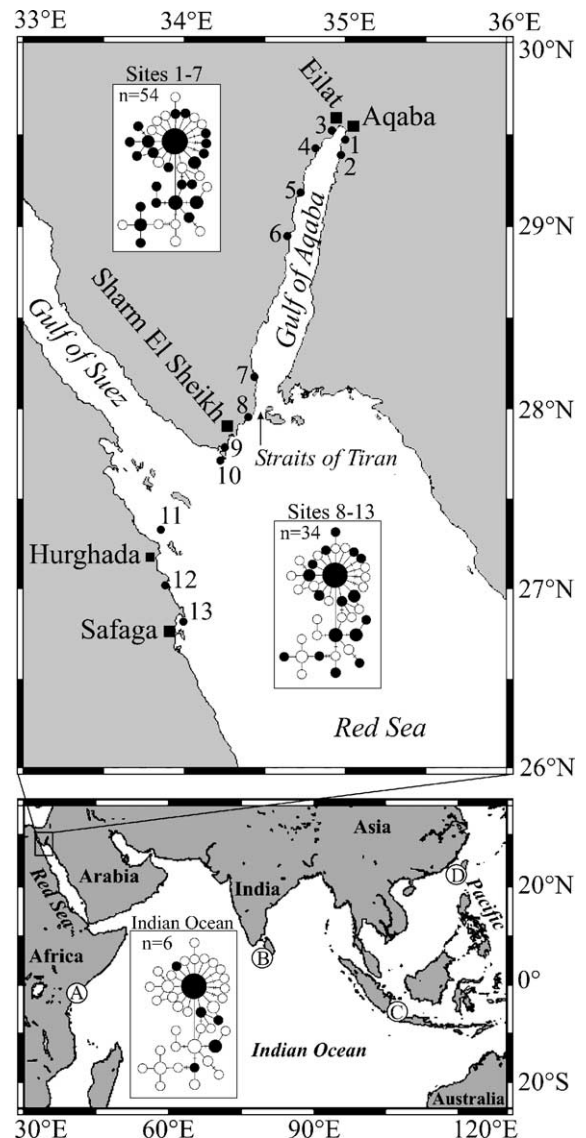 33°E 34°E 35°E 36°E
30°N
Sites 1-7
n=54
Eilat
Aqaba
3
1
4
2
5
29°N
6
Gulf of Aqaba
Sharm El Sheikh
Gulf of Suez
7
8
28°N
9
10
Straits of Tiran
11
Sites 8-13
n=34
Hurghada
12
27°N
13
Safaga
Red Sea
26°N
Asia
Arabia
India
Red Sea
Pacific
D
20°N
Africa
Indian Ocean
n=6
B
A
0°
C
Indian Ocean
Australia
20°S
30°E 60°E 90°E 120°E